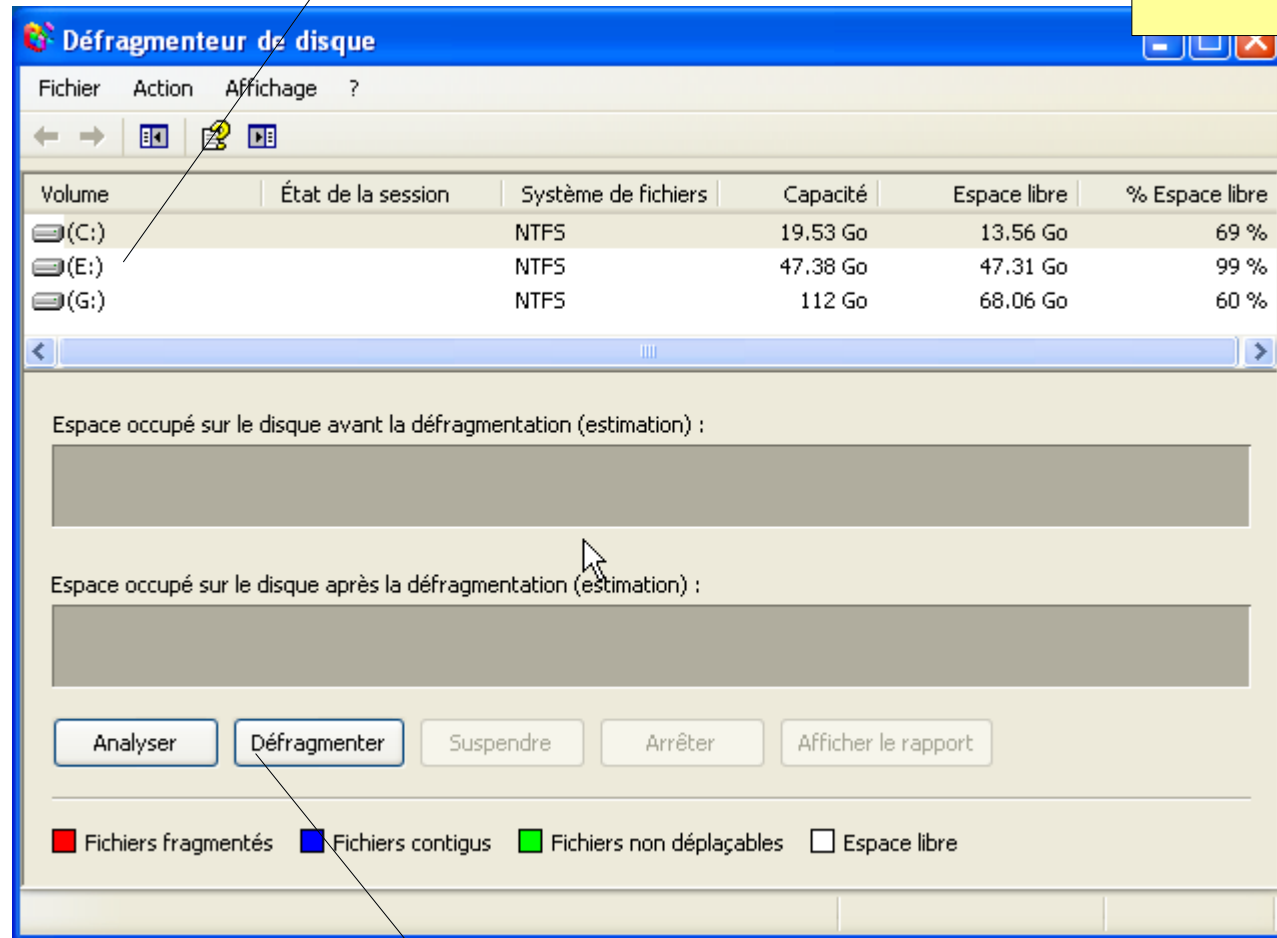 Défragmenteur de disque
Fichier Action Affichage ?
Volume État de la session Système de fichiers Capacité Espace libre % Espace libre
(C:) NTFS 19.53 Go 13.56 Go 69 %
(E:) NTFS 47.38 Go 47.31 Go 99 %
(G:) NTFS 112 Go 68.06 Go 60 %
Espace occupé sur le disque avant la défragmentation (estimation) :
Espace occupé sur le disque après la défragmentation (estimation) :
Analyser Défragmenter Suspendre Arrêter Afficher le rapport
Fichiers fragmentés Fichiers contigus Fichiers non déplaçables Espace libre